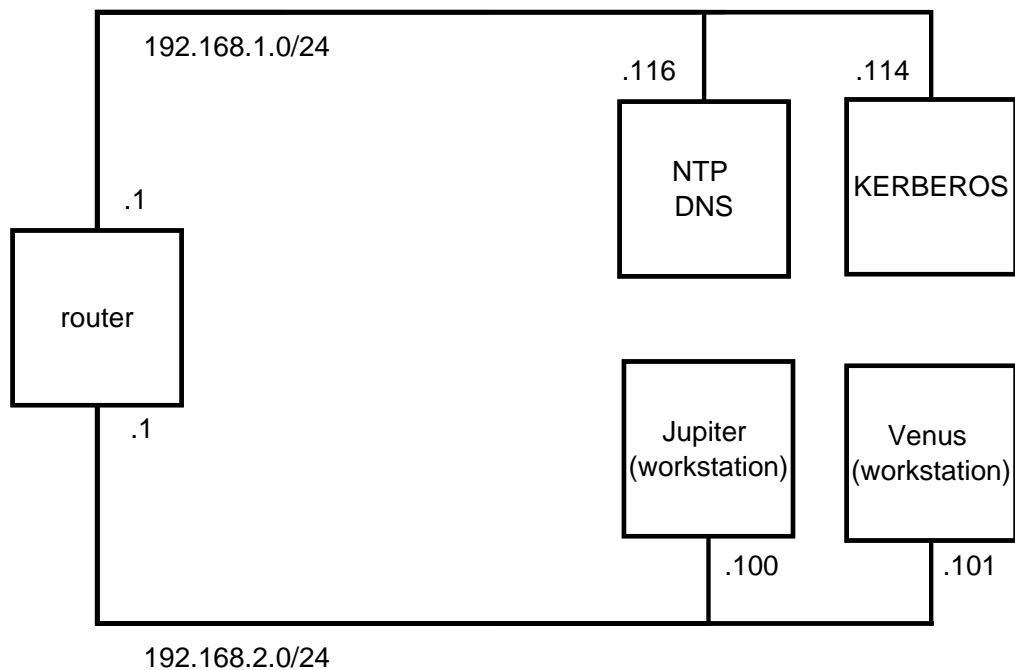 192.168.1.0/24
.116
.114
NTP
DNS
KERBEROS
.1
router
.1
Jupiter
(workstation)
Venus
(workstation)
.100
.101
192.168.2.0/24